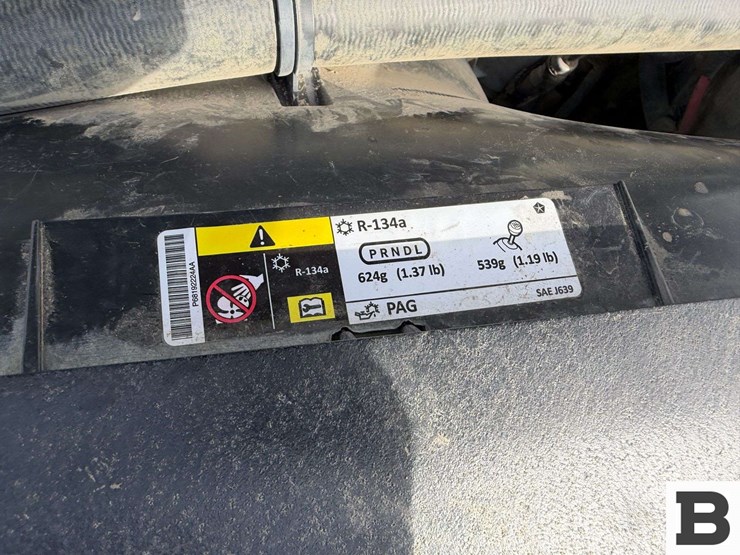 P68192224AA
R-134a
R-134a
PRNDL
624g (1.37 lb)
539g (1.19 lb)
PAG
SAE J639
B